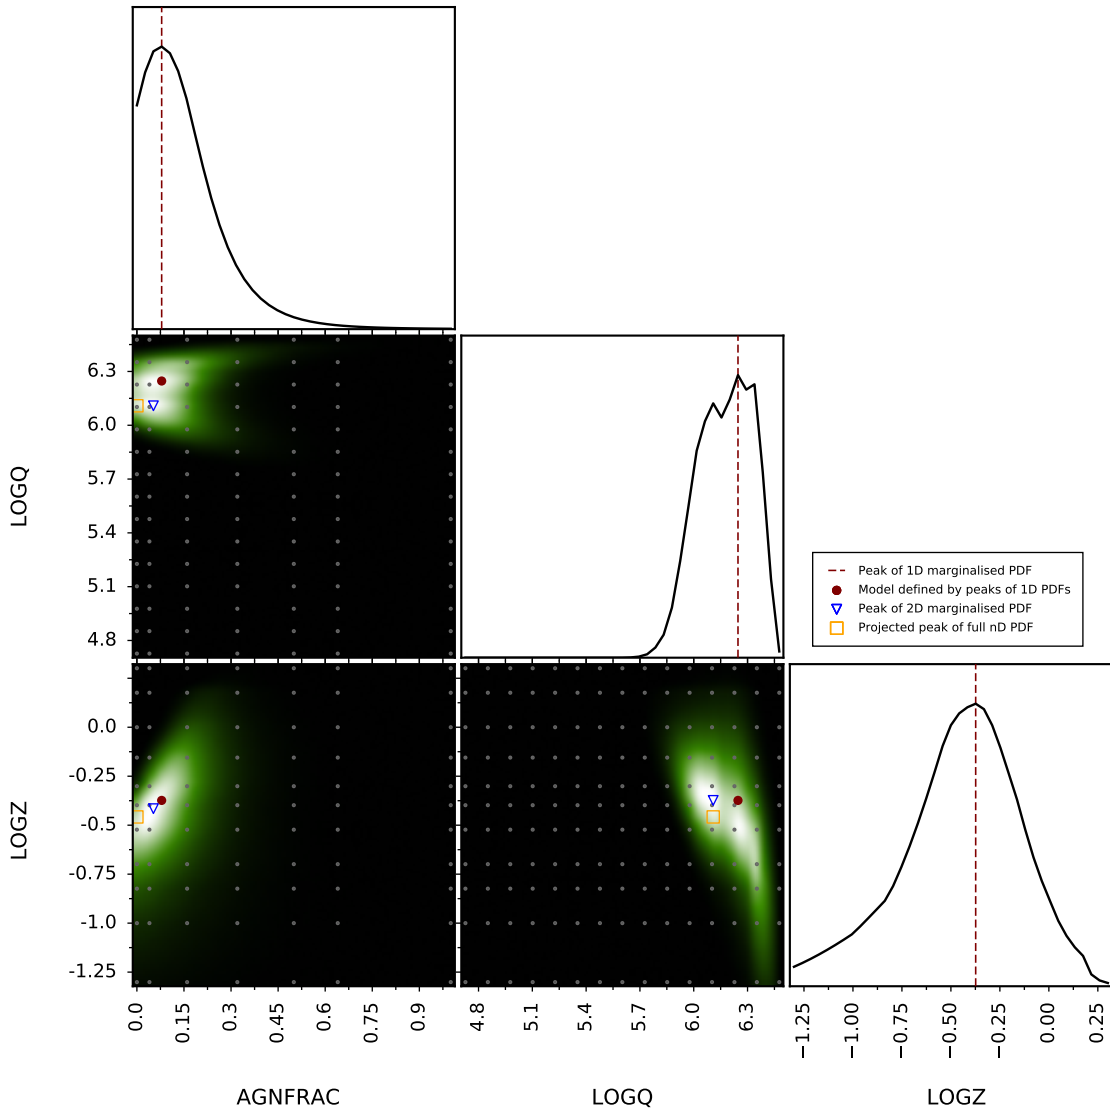 LOGQ
6.3
6.0
5.7
5.4
5.1
4.8
Peak of 1D marginalised PDF
Model defined by peaks of 1D PDFs
Peak of 2D marginalised PDF
Projected peak of full nD PDF
LOGZ
0.0
-0.25
-0.5
-0.75
-1.0
-1.25
0.0 0.15 0.3 0.45 0.6 0.75 0.9
4.8 5.1 5.4 5.7 6.0 6.3
−1.25 −1.00 −0.75 −0.50 −0.25 0.00 0.25
AGNFRAC LOGQ LOGZ